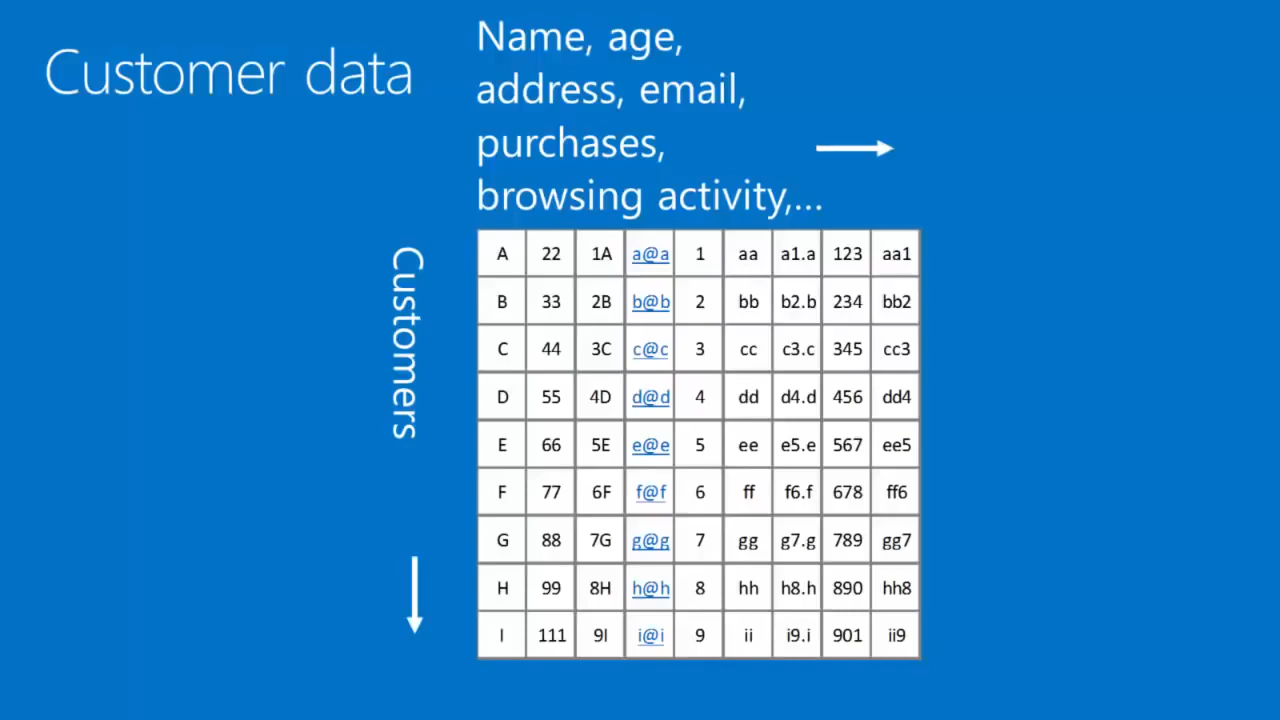 Customer data
Name, age,
address, email,
purchases,
browsing activity,...
Customers
A 22 1A a@a 1 aa a1.a 123 aa1
B 33 2B b@b 2 bb b2.b 234 bb2
C 44 3C c@c 3 cc c3.c 345 cc3
D 55 4D d@d 4 dd d4.d 456 dd4
E 66 5E e@e 5 ee e5.e 567 ee5
F 77 6F f@f 6 ff f6.f 678 ff6
G 88 7G g@g 7 gg g7.g 789 gg7
H 99 8H h@h 8 hh h8.h 890 hh8
I 111 9I i@i 9 ii i9.i 901 ii9